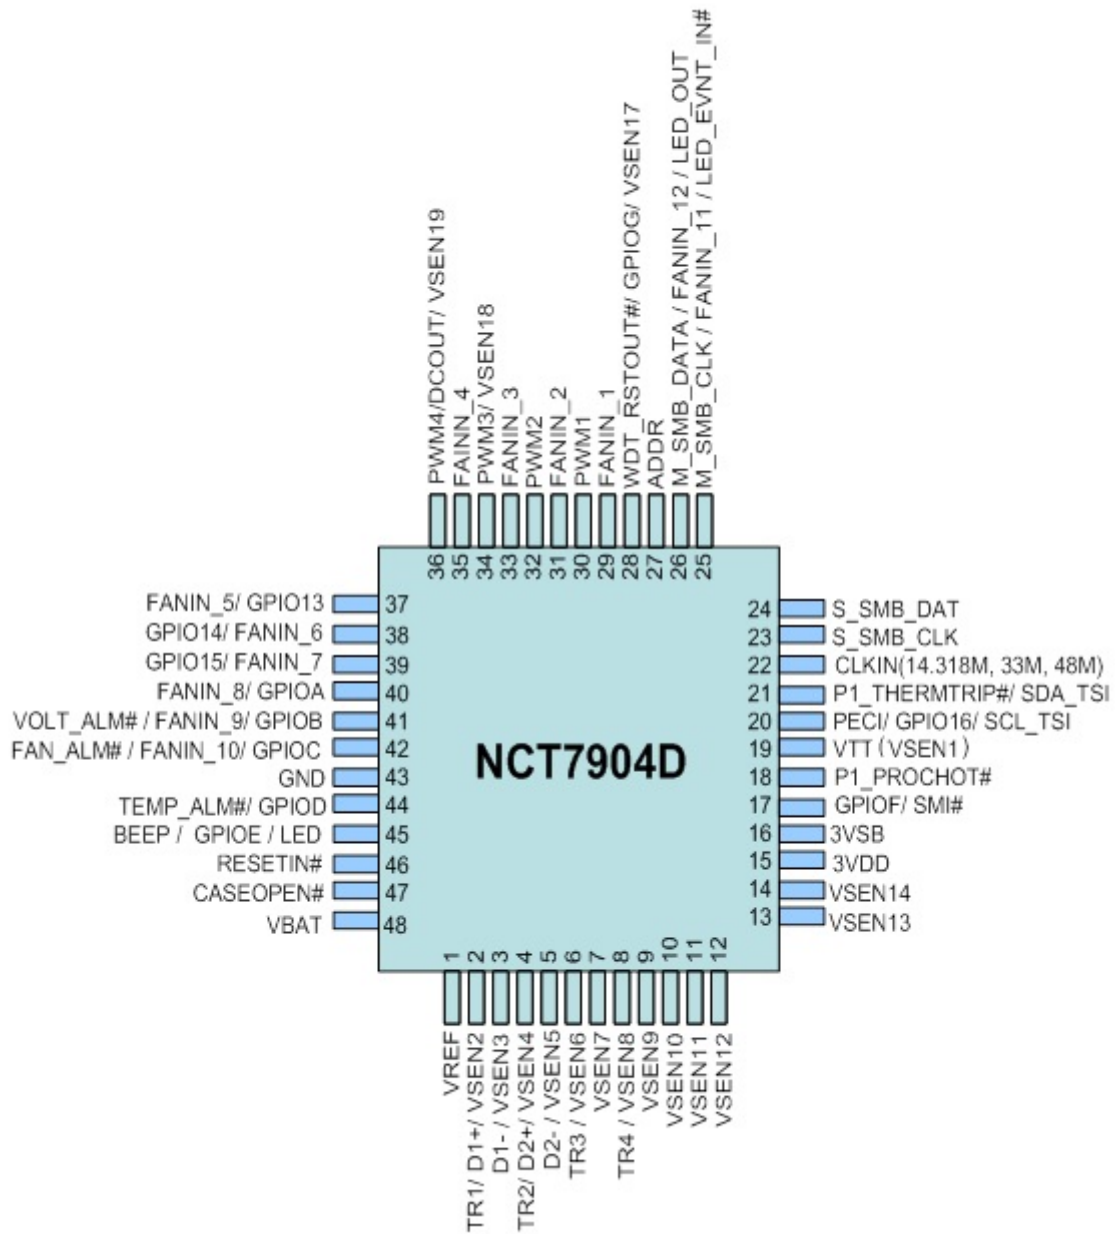 PWM4/DCOUT/ VSEN19
FAINN_4
PWM3/ VSEN18
FANIN_3
PWM2
FANIN_2
PWM1
FANIN_1
WDT_RSTOUT#/ GPIOG/ VSEN17
ADDR
M_SMB_DATA / FANIN_12 / LED_OUT
M_SMB_CLK / FANIN_11 / LED_EVNT_IN#
36
35
34
33
32
31
30
29
28
27
26
25
FANIN_5/ GPIO13 37
GPIO14/ FANIN_6 38
GPIO15/ FANIN_7 39
FANIN_8/ GPIOA 40
VOLT_ALM# / FANIN_9/ GPIOB 41
FAN_ALM# / FANIN_10/ GPIOC 42
GND 43
TEMP_ALM#/ GPIOD 44
BEEP / GPIOE / LED 45
RESETIN# 46
CASEOPEN# 47
VBAT 48
NCT7904D
24 S_SMB_DAT
23 S_SMB_CLK
22 CLKIN(14.318M, 33M, 48M)
21 P1_THERMTRIP#/ SDA_TSI
20 PECI/ GPIO16/ SCL_TSI
19 VTT (VSEN1)
18 P1_PROCHOT#
17 GPIOF/ SMI#
16 3VSB
15 3VDD
14 VSEN14
13 VSEN13
1
2
3
4
5
6
7
8
9
10
11
12
VREF
TR1/ D1+/ VSEN2
D1- / VSEN3
TR2/ D2+/ VSEN4
D2- / VSEN5
TR3 / VSEN6
VSEN7
TR4 / VSEN8
VSEN9
VSEN10
VSEN11
VSEN12